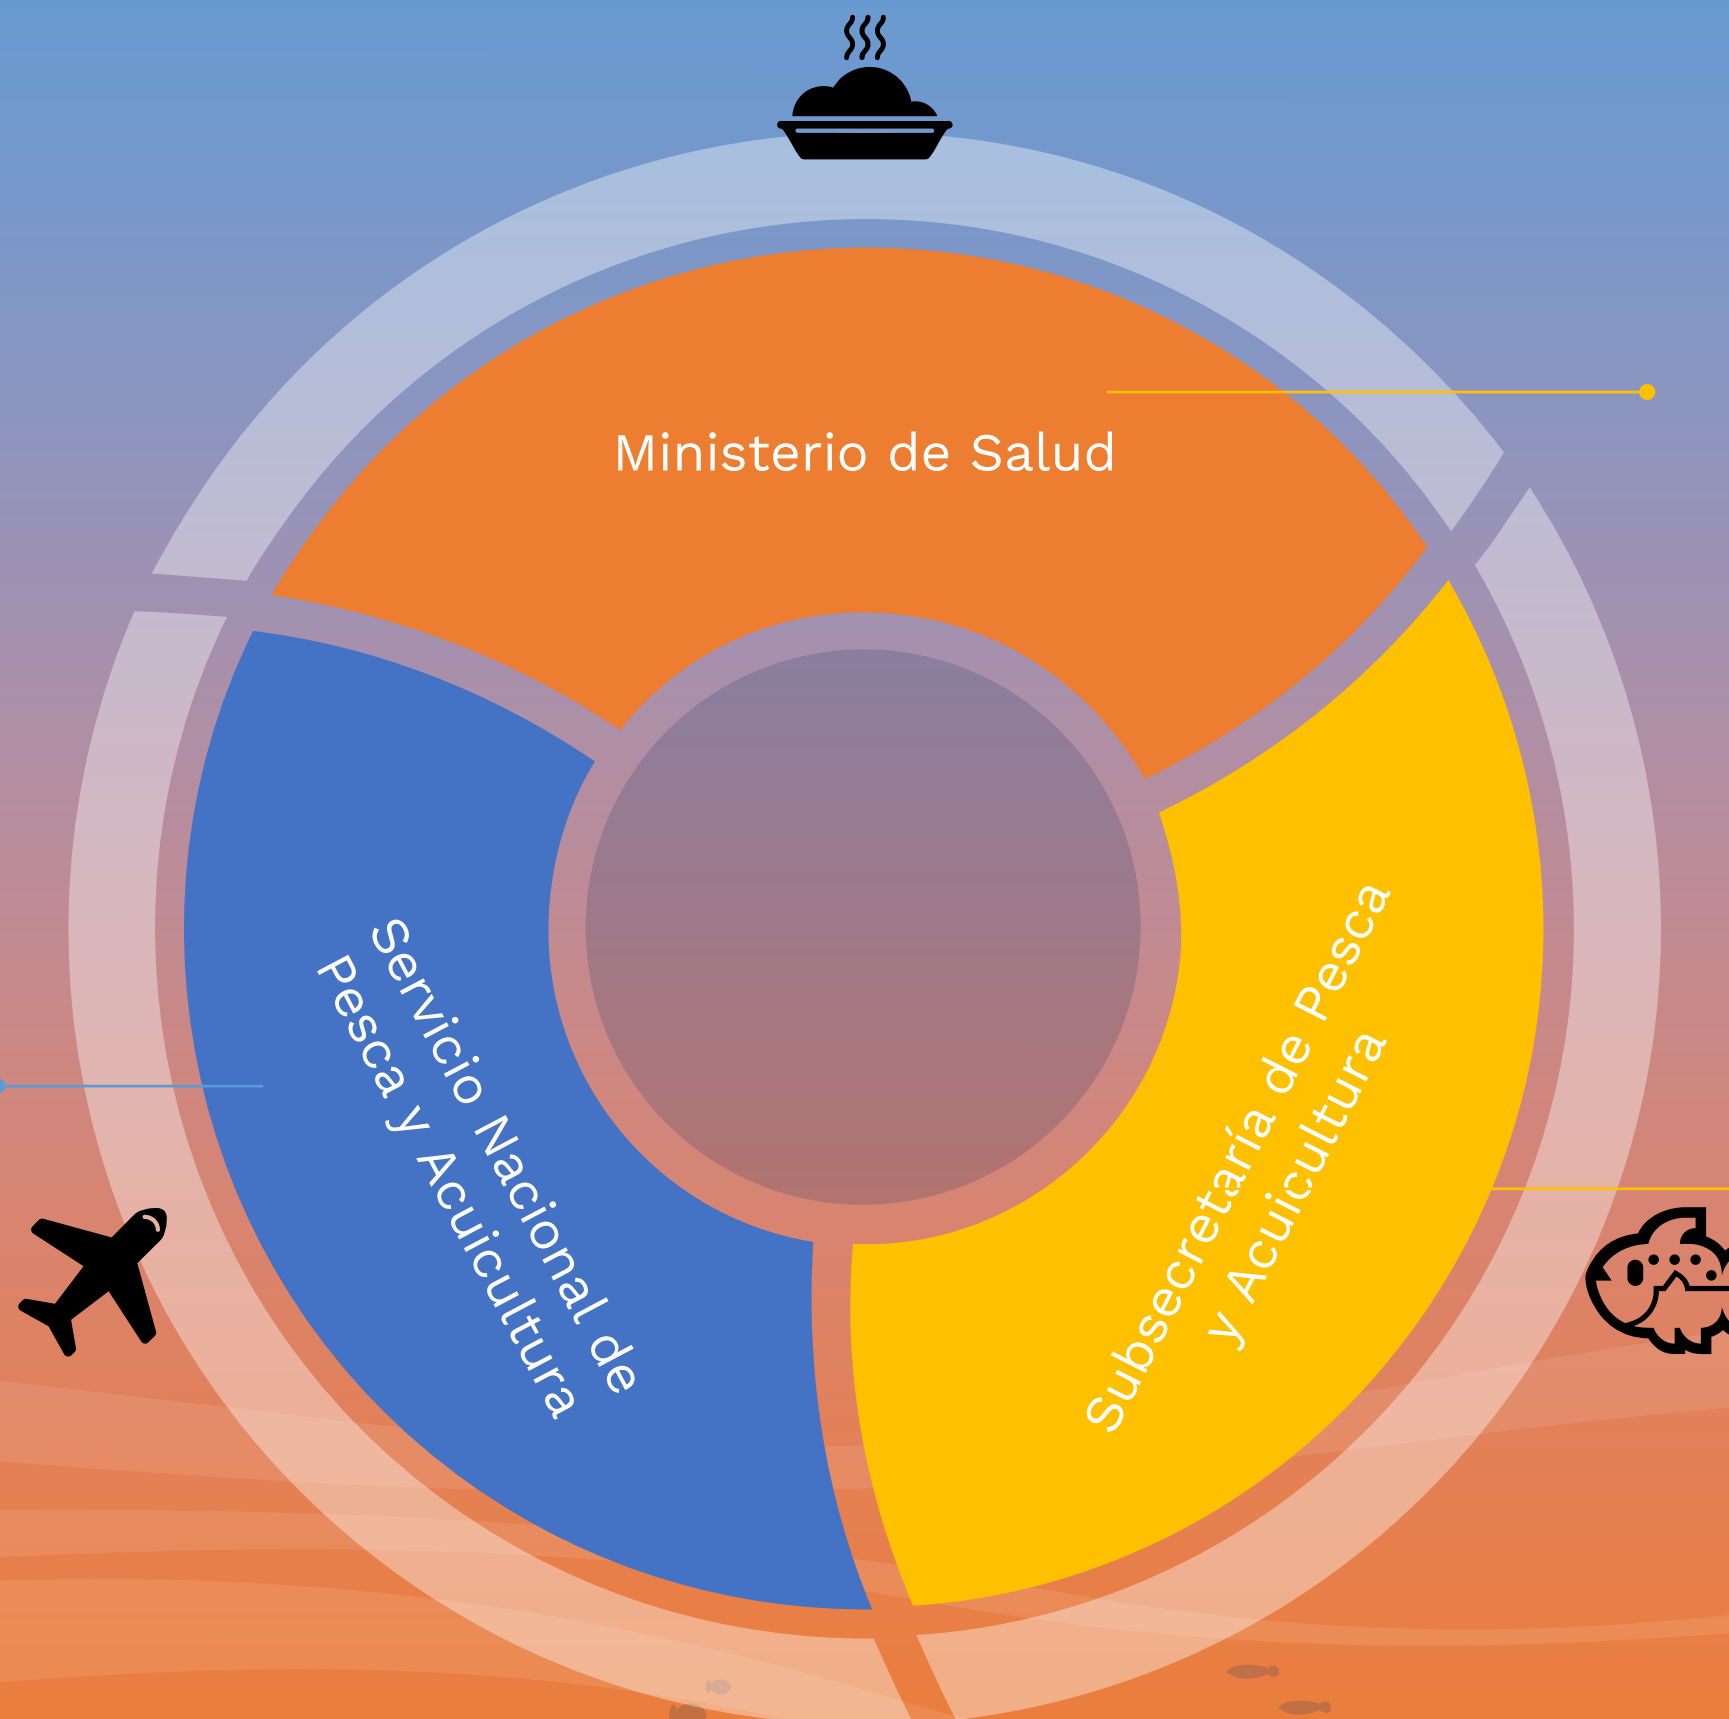 Ministerio de Salud
Servicio Nacional de
Pesca y Acuicultura
Subsecretaría de Pesca
y Acuicultura